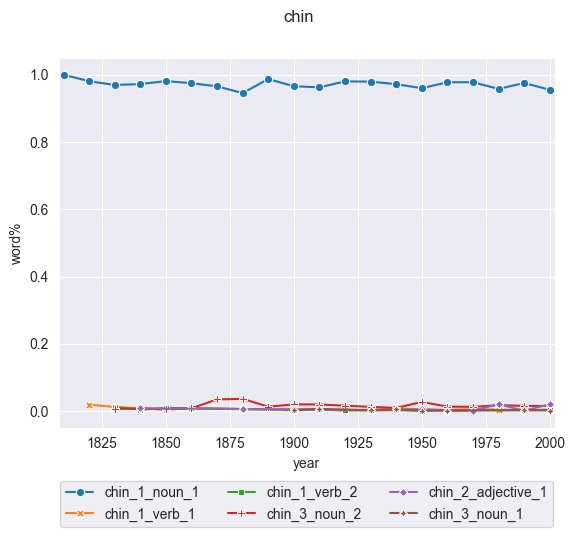 chin
1.0
0.8
0.6
0.4
0.2
0.0
word%
1825 1850 1875 1900 1925 1950 1975 2000
year
chin_1_noun_1 chin_1_verb_2 chin_2_adjective_1
chin_1_verb_1 chin_3_noun_2 chin_3_noun_1